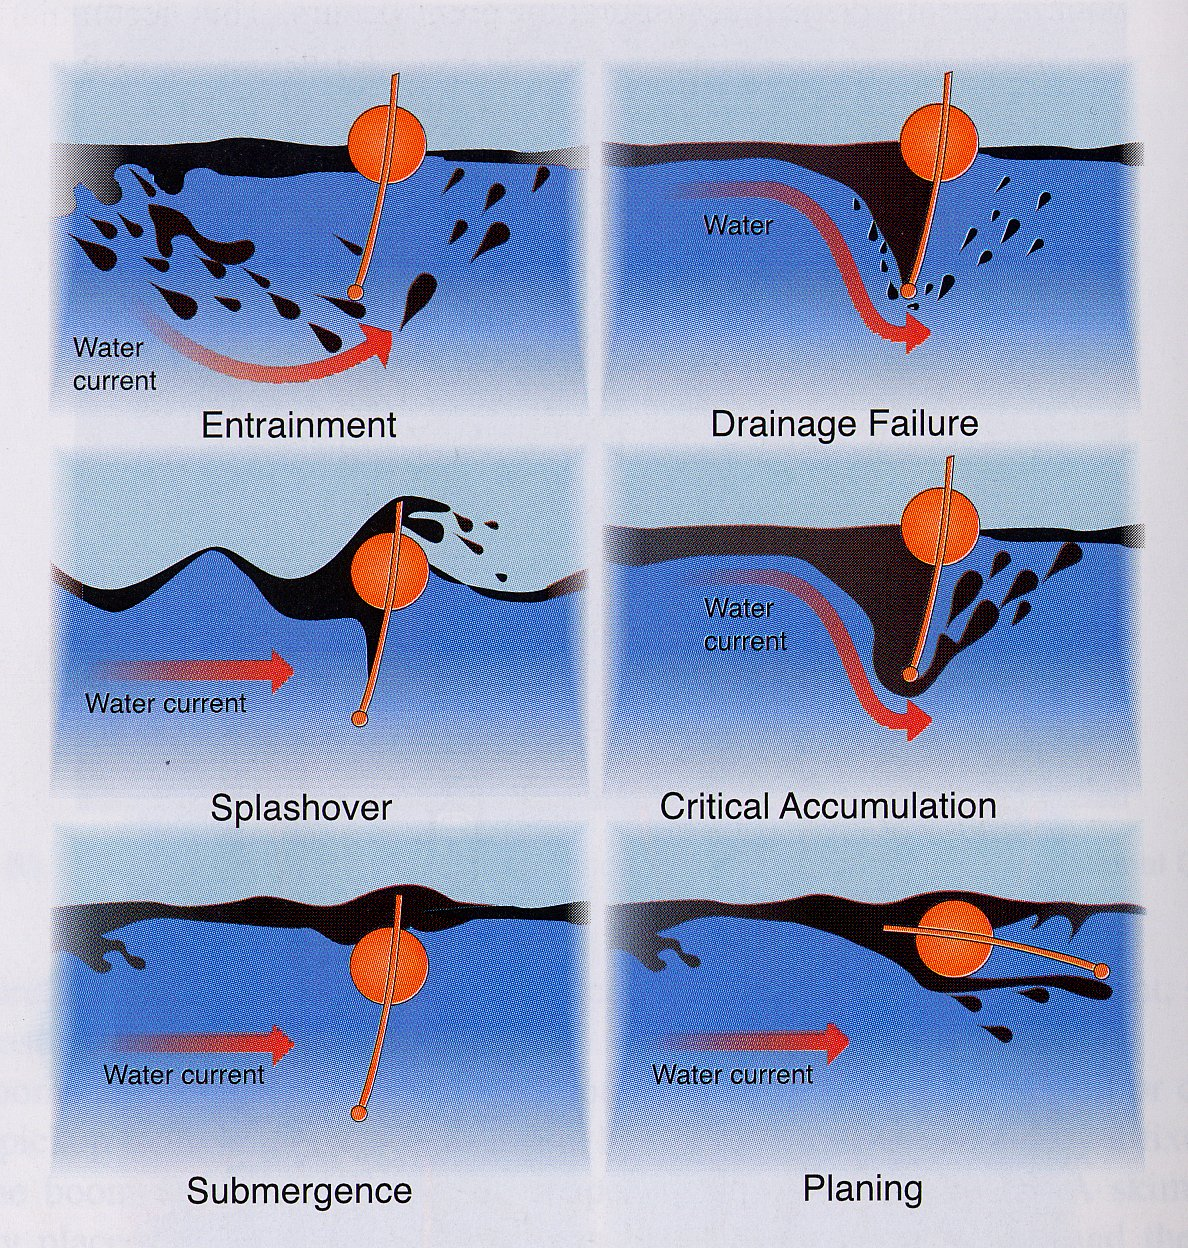 Water
current
Entrainment
Water
Drainage Failure
Water current
Splashover
Water
current
Critical Accumulation
Water current
Submergence
Water current
Planing